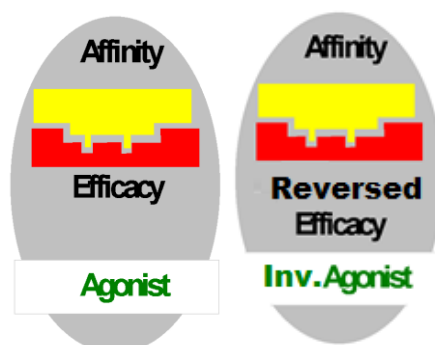 Affinity
Efficacy
Agonist
Affinity
Reversed
Efficacy
Inv.Agonist